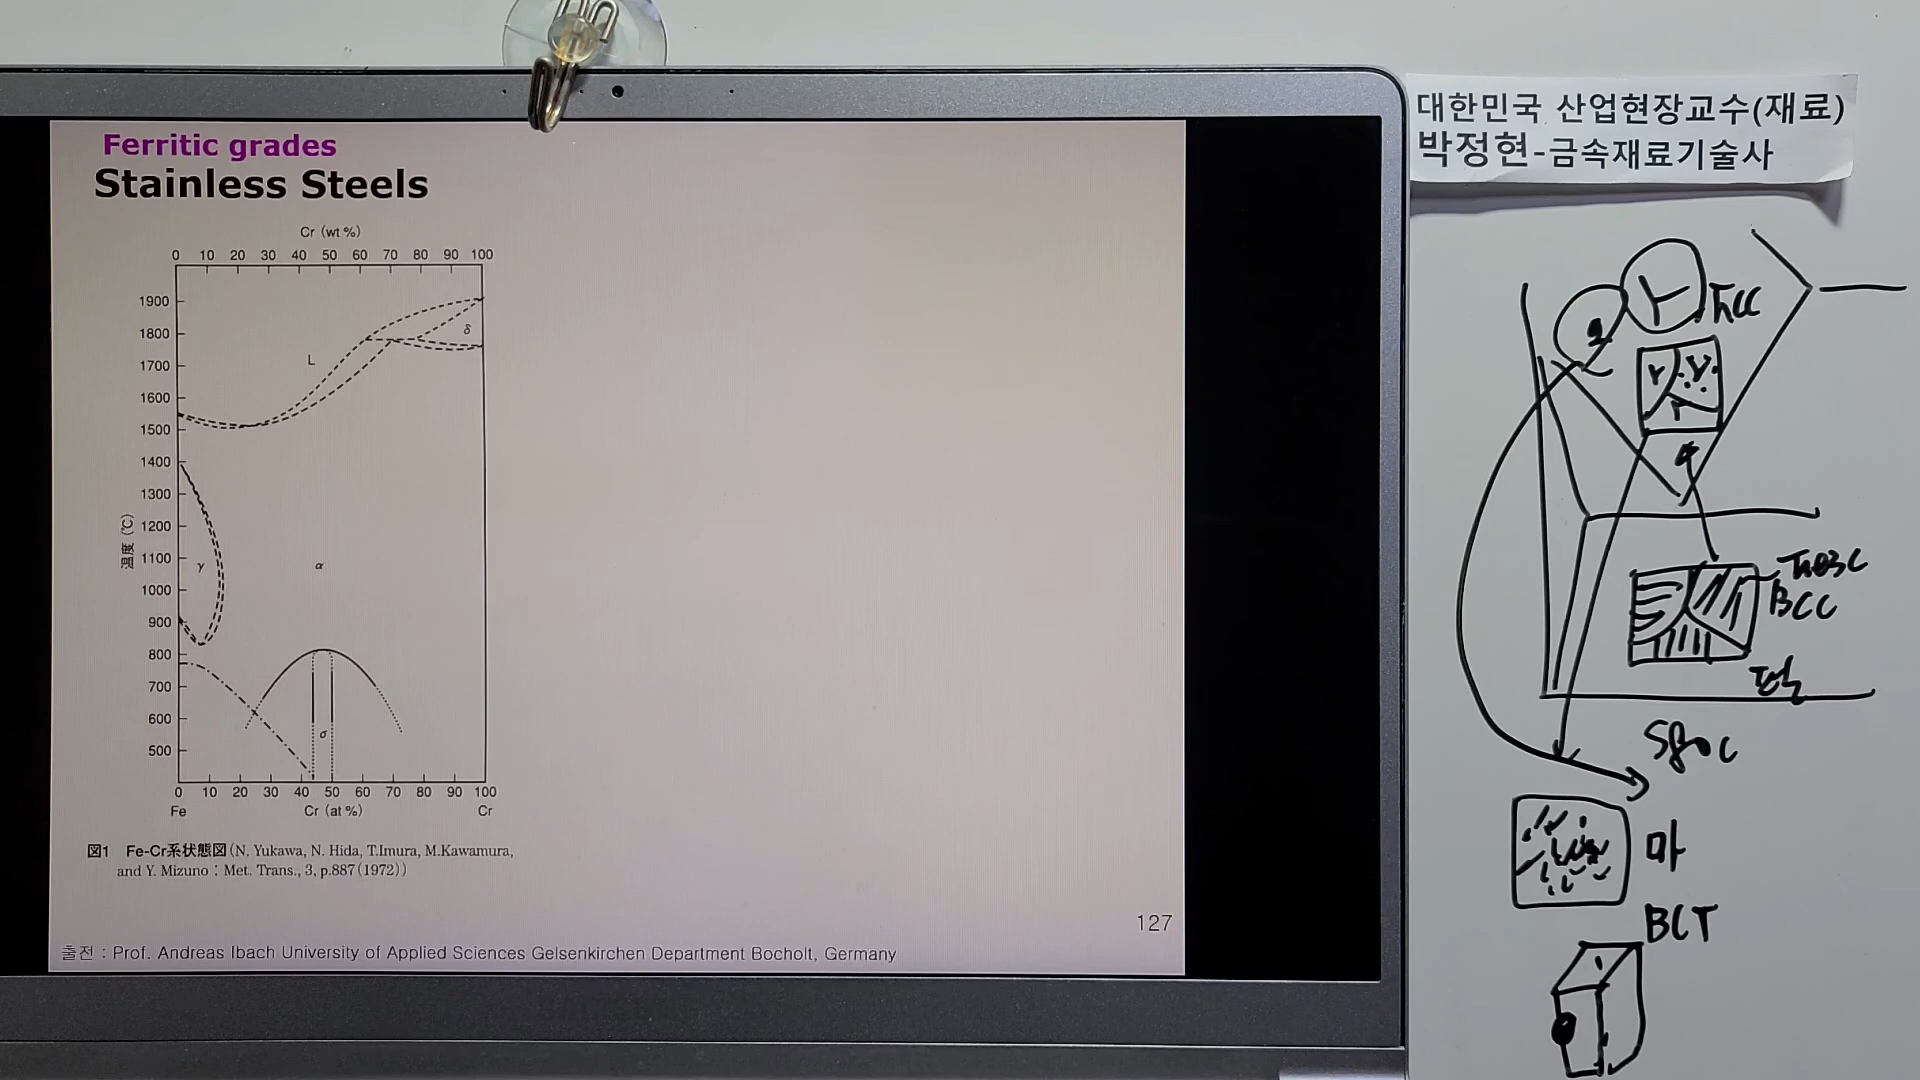 Ferritic grades
Stainless Steels
Cr (wt %)
0 10 20 30 40 50 60 70 80 90 100
1900
1800
1700
1600
1500
1400
1300
1200
1100
1000
900
800
700
600
500
温度 (℃)
L
δ
γ
α
σ
0 10 20 30 40 50 60 70 80 90 100
Fe Cr (at %) Cr
図1 Fe-Cr系状態図 (N. Yukawa, N. Hida, T.Imura, M.Kawamura,
and Y. Mizuno : Met. Trans., 3, p.887 (1972))
127
출전 : Prof. Andreas Ibach University of Applied Sciences Gelsenkirchen Department Bocholt, Germany
대한민국 산업현장교수(재료)
박정현-금속재료기술사
FCC
γ γ
γ
BCC
마
BCT